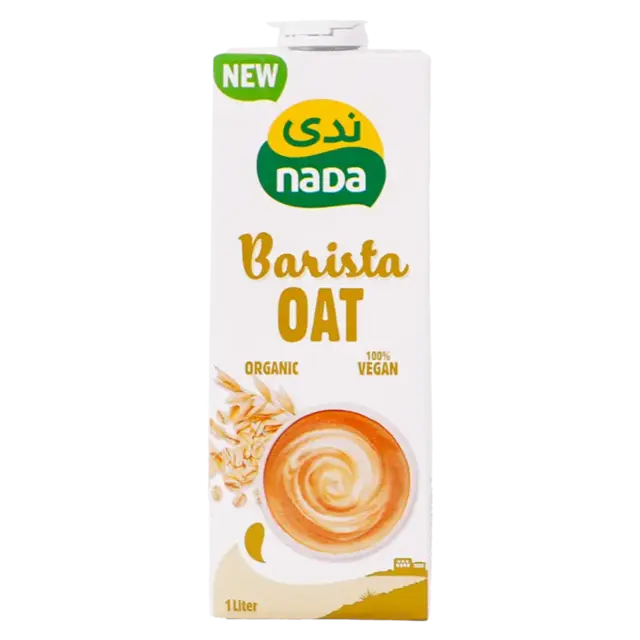 NEW
ندى
nada
Barista
OAT
ORGANIC
100%
VEGAN
1 Liter